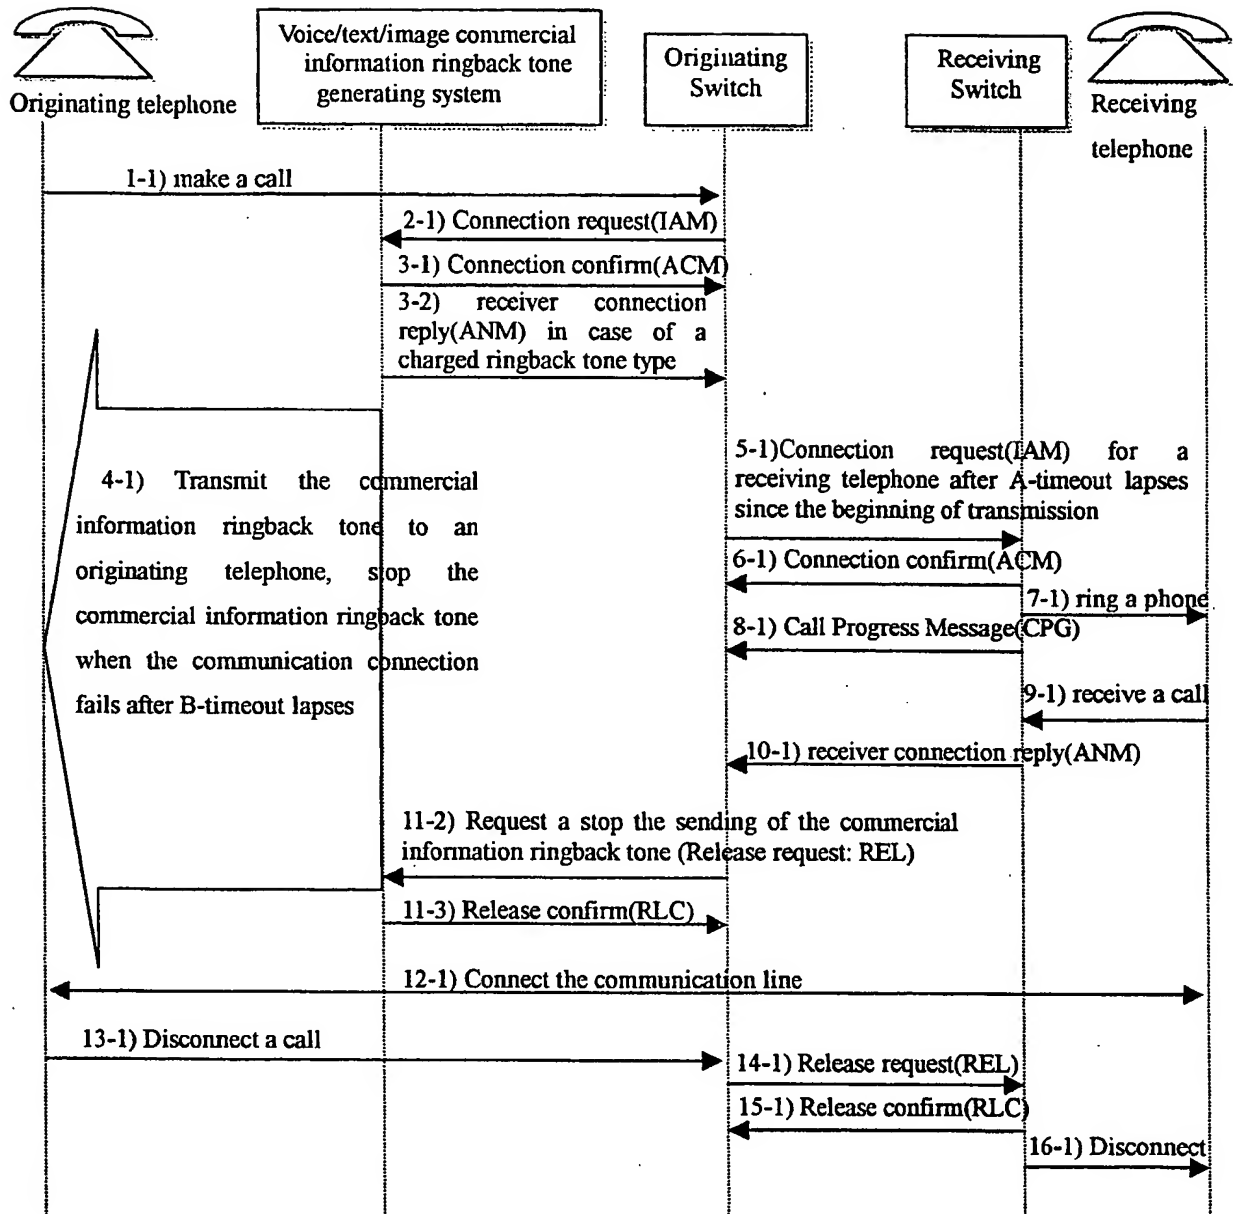 Voice/text/image commercial
information ringback tone
generating system
Originating
Switch
Receiving
Switch
Originating telephone
Receiving
telephone
1-1) make a call
2-1) Connection request(IAM)
3-1) Connection confirm(ACM)
3-2) receiver connection
reply(ANM) in case of a
charged ringback tone type
4-1) Transmit the commercial
information ringback tone to an
originating telephone, stop the
commercial information ringback tone
when the communication connection
fails after B-timeout lapses
5-1)Connection request(IAM) for a
receiving telephone after A-timeout lapses
since the beginning of transmission
6-1) Connection confirm(ACM)
7-1) ring a phone
8-1) Call Progress Message(CPG)
9-1) receive a call
10-1) receiver connection reply(ANM)
11-2) Request a stop the sending of the commercial
information ringback tone (Release request: REL)
11-3) Release confirm(RLC)
12-1) Connect the communication line
13-1) Disconnect a call
14-1) Release request(REL)
15-1) Release confirm(RLC)
16-1) Disconnect